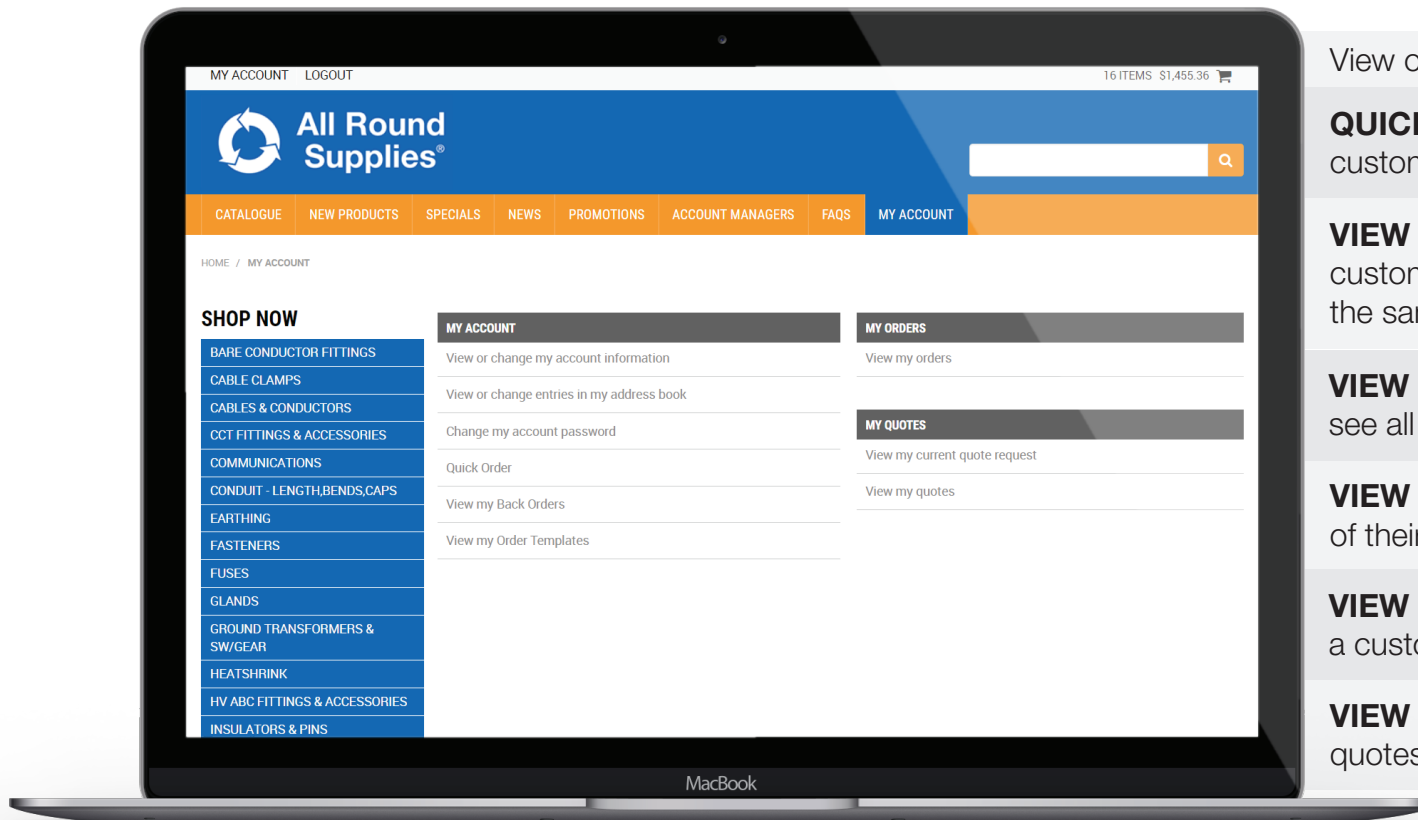 MY ACCOUNT LOGOUT
16 ITEMS $1,455.36
All Round
Supplies®
CATALOGUE NEW PRODUCTS SPECIALS NEWS PROMOTIONS ACCOUNT MANAGERS FAQS MY ACCOUNT
HOME / MY ACCOUNT
SHOP NOW
BARE CONDUCTOR FITTINGS
CABLE CLAMPS
CABLES & CONDUCTORS
CCT FITTINGS & ACCESSORIES
COMMUNICATIONS
CONDUIT - LENGTH,BENDS,CAPS
EARTHING
FASTENERS
FUSES
GLANDS
GROUND TRANSFORMERS &
SW/GEAR
HEATSHRINK
HV ABC FITTINGS & ACCESSORIES
INSULATORS & PINS
MY ACCOUNT
View or change my account information
View or change entries in my address book
Change my account password
Quick Order
View my Back Orders
View my Order Templates
MY ORDERS
View my orders
MY QUOTES
View my current quote request
View my quotes
MacBook
View
VIEW
VIEW
see all
VIEW
VIEW
VIEW
quotes